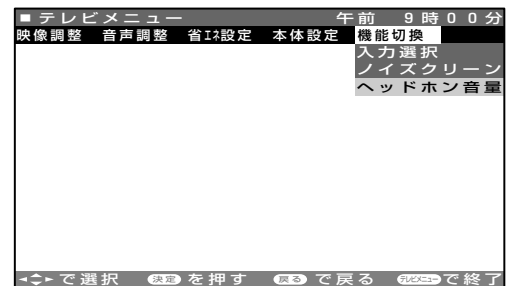 ■テレビメニュー 午前 9時00分
映像調整 音声調整 省エネ設定 本体設定 機能切換
入力選択
ノイズクリーン
ヘッドホン音量
で選択 決定 を押す 戻る で戻る テレビメニュー で終了